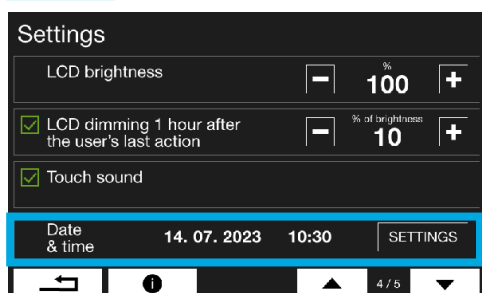 Settings
LCD brightness
%
100
LCD dimming 1 hour after
the user's last action
% of brightness
10
Touch sound
Date
& time
14. 07. 2023 10:30 SETTINGS
4/5